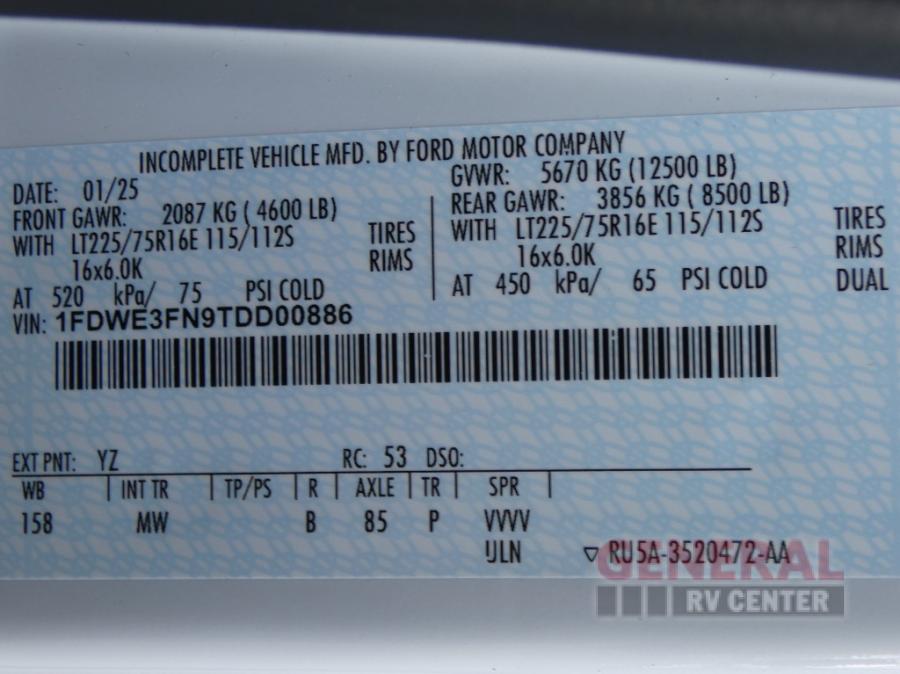 INCOMPLETE VEHICLE MFD. BY FORD MOTOR COMPANY
DATE: 01/25 GVWR: 5670 KG (12500 LB)
FRONT GAWR: 2087 KG ( 4600 LB) REAR GAWR: 3856 KG ( 8500 LB)
WITH LT225/75R16E 115/112S TIRES WITH LT225/75R16E 115/112S TIRES
16x6.0K RIMS 16x6.0K RIMS
AT 520 kPa/ 75 PSI COLD AT 450 kPa/ 65 PSI COLD DUAL
VIN: 1FDWE3FN9TDD00886
EXT PNT: YZ RC: 53 DSO:
WB INT TR TP/PS R AXLE TR SPR
158 MW B 85 P VVVV
ULN ▽ RU5A-3520472-AA
GENERAL
RV CENTER